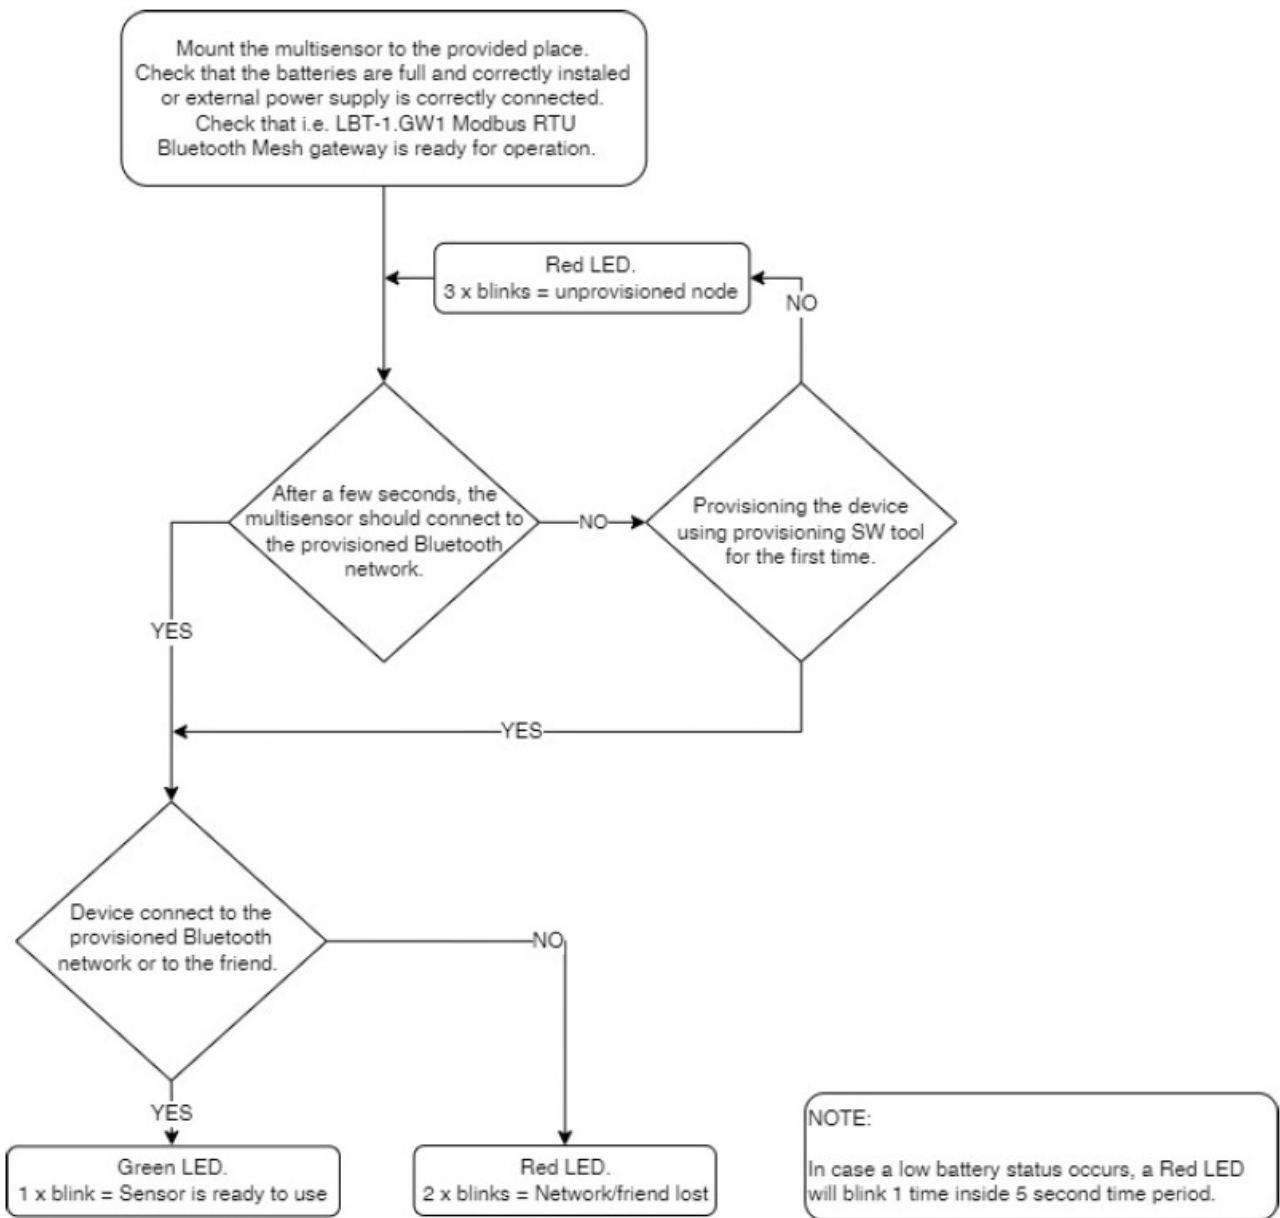 Mount the multisensor to the provided place.
Check that the batteries are full and correctly instaled
or external power supply is correctly connected.
Check that i.e. LBT-1.GW1 Modbus RTU
Bluetooth Mesh gateway is ready for operation.
Red LED.
3 x blinks = unprovisioned node
NO
After a few seconds, the
multisensor should connect to
the provisioned Bluetooth
network.
NO
Provisioning the device
using provisioning SW tool
for the first time.
YES
YES
Device connect to the
provisioned Bluetooth
network or to the friend.
NO
YES
Green LED.
1 x blink = Sensor is ready to use
Red LED.
2 x blinks = Network/friend lost
NOTE:
In case a low battery status occurs, a Red LED
will blink 1 time inside 5 second time period.